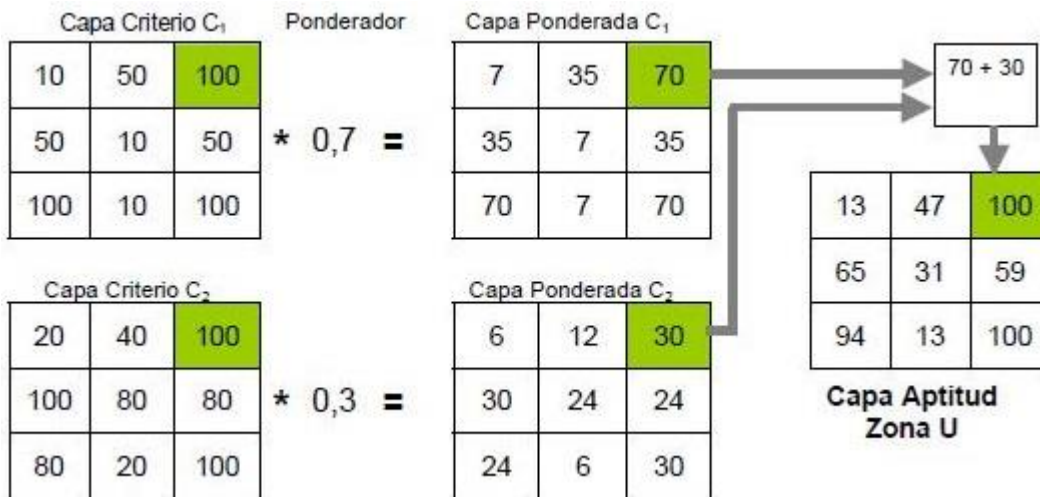 Capa Criterio C₁ Ponderador Capa Ponderada C₁
10 50 100
50 10 50
100 10 100
* 0,7 =
7 35 70
35 7 35
70 7 70
70 + 30
Capa Criterio C₂
20 40 100
100 80 80
80 20 100
* 0,3 =
Capa Ponderada C₂
6 12 30
30 24 24
24 6 30
13 47 100
65 31 59
94 13 100
Capa Aptitud
Zona U